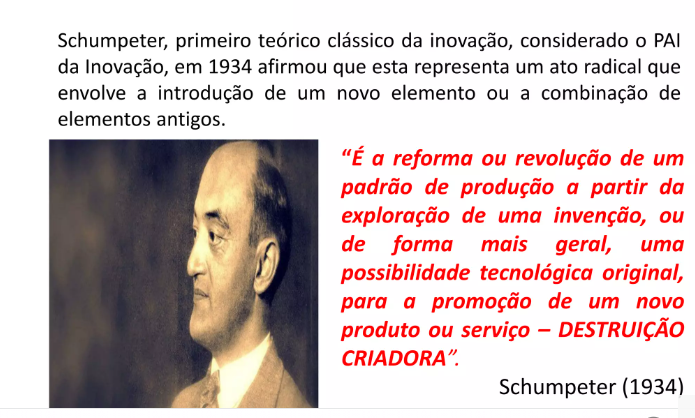 Schumpeter, primeiro teórico clássico da inovação, considerado o PAI
da Inovação, em 1934 afirmou que esta representa um ato radical que
envolve a introdução de um novo elemento ou a combinação de
elementos antigos.
“É a reforma ou revolução de um
padrão de produção a partir da
exploração de uma invenção, ou
de forma mais geral, uma
possibilidade tecnológica original,
para a promoção de um novo
produto ou serviço – DESTRUIÇÃO
CRIADORA”.
Schumpeter (1934)